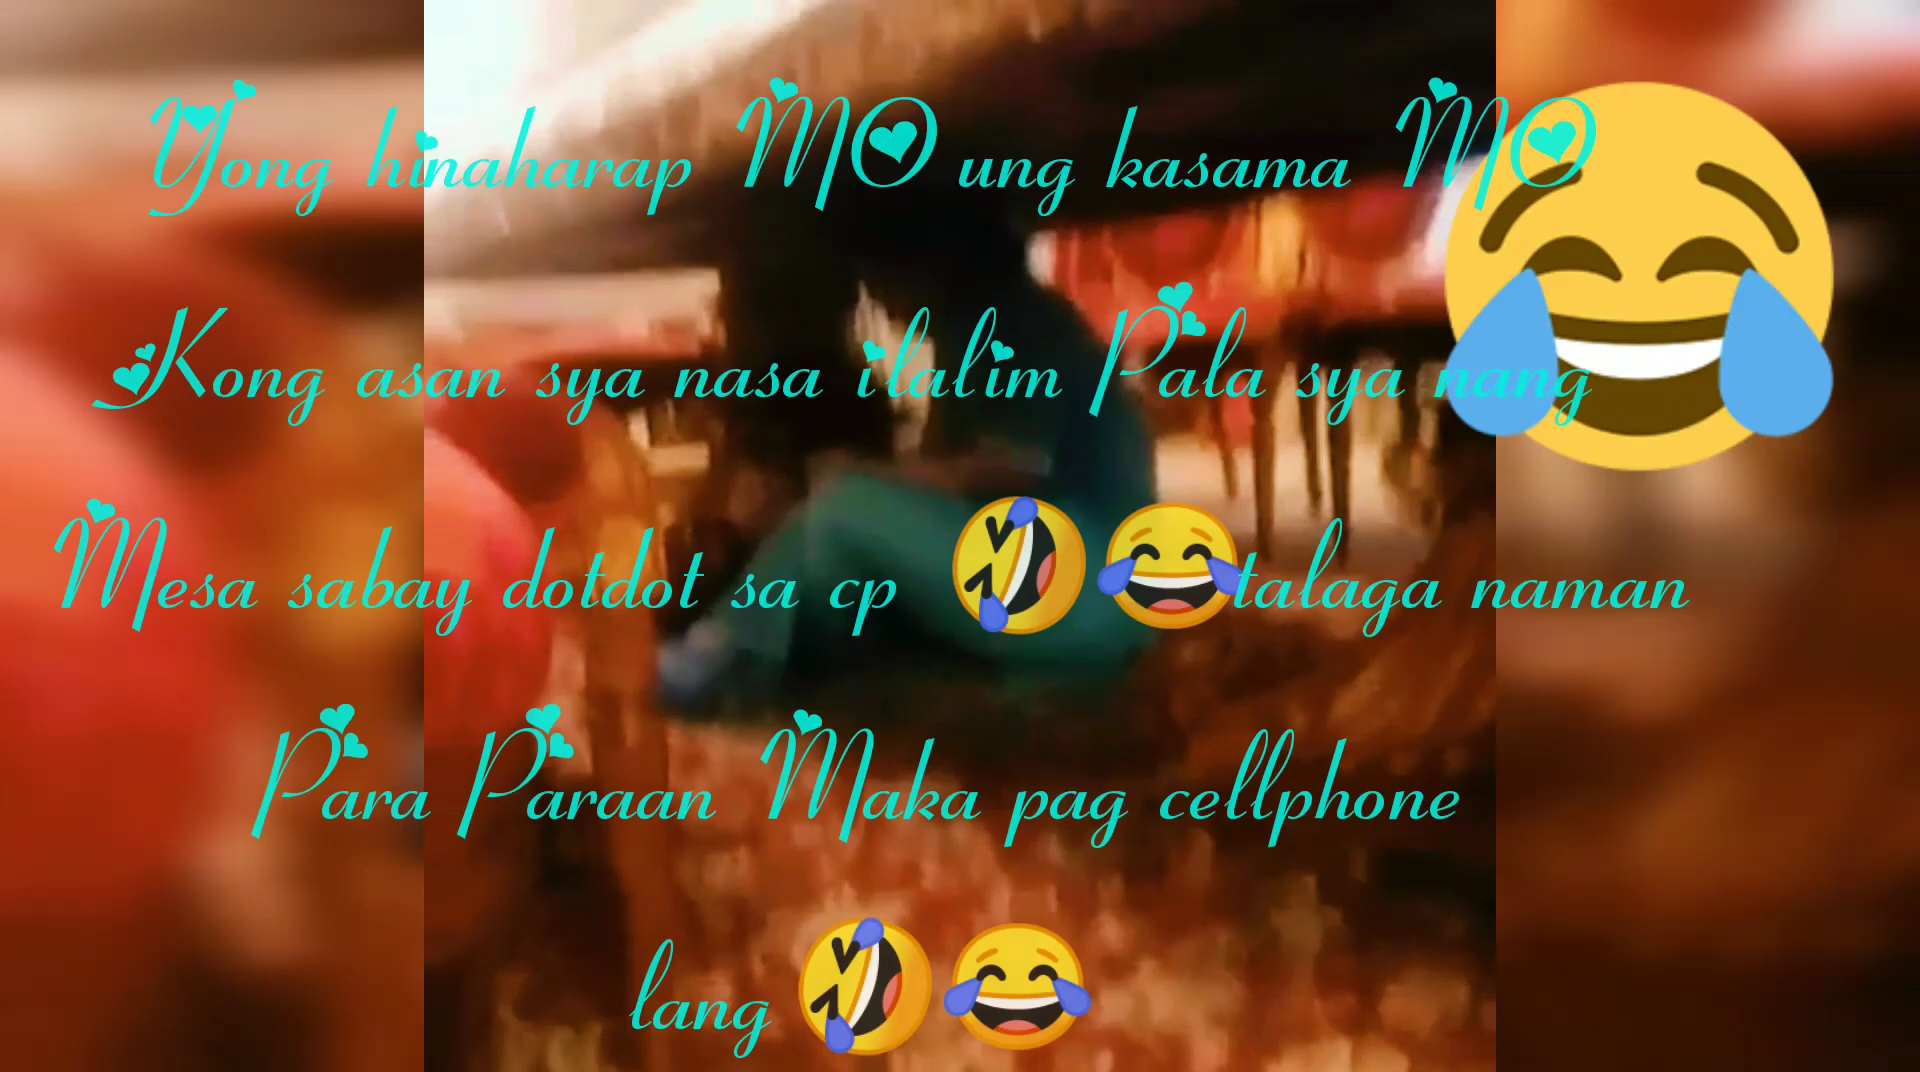 Yong hinaharap MO ung kasama MO
Kong asan sya nasa ilalim Pala sya nang
Mesa sabay dotdot sa cp 🤣😂talaga naman
Para Paraan Maka pag cellphone
lang 🤣😂